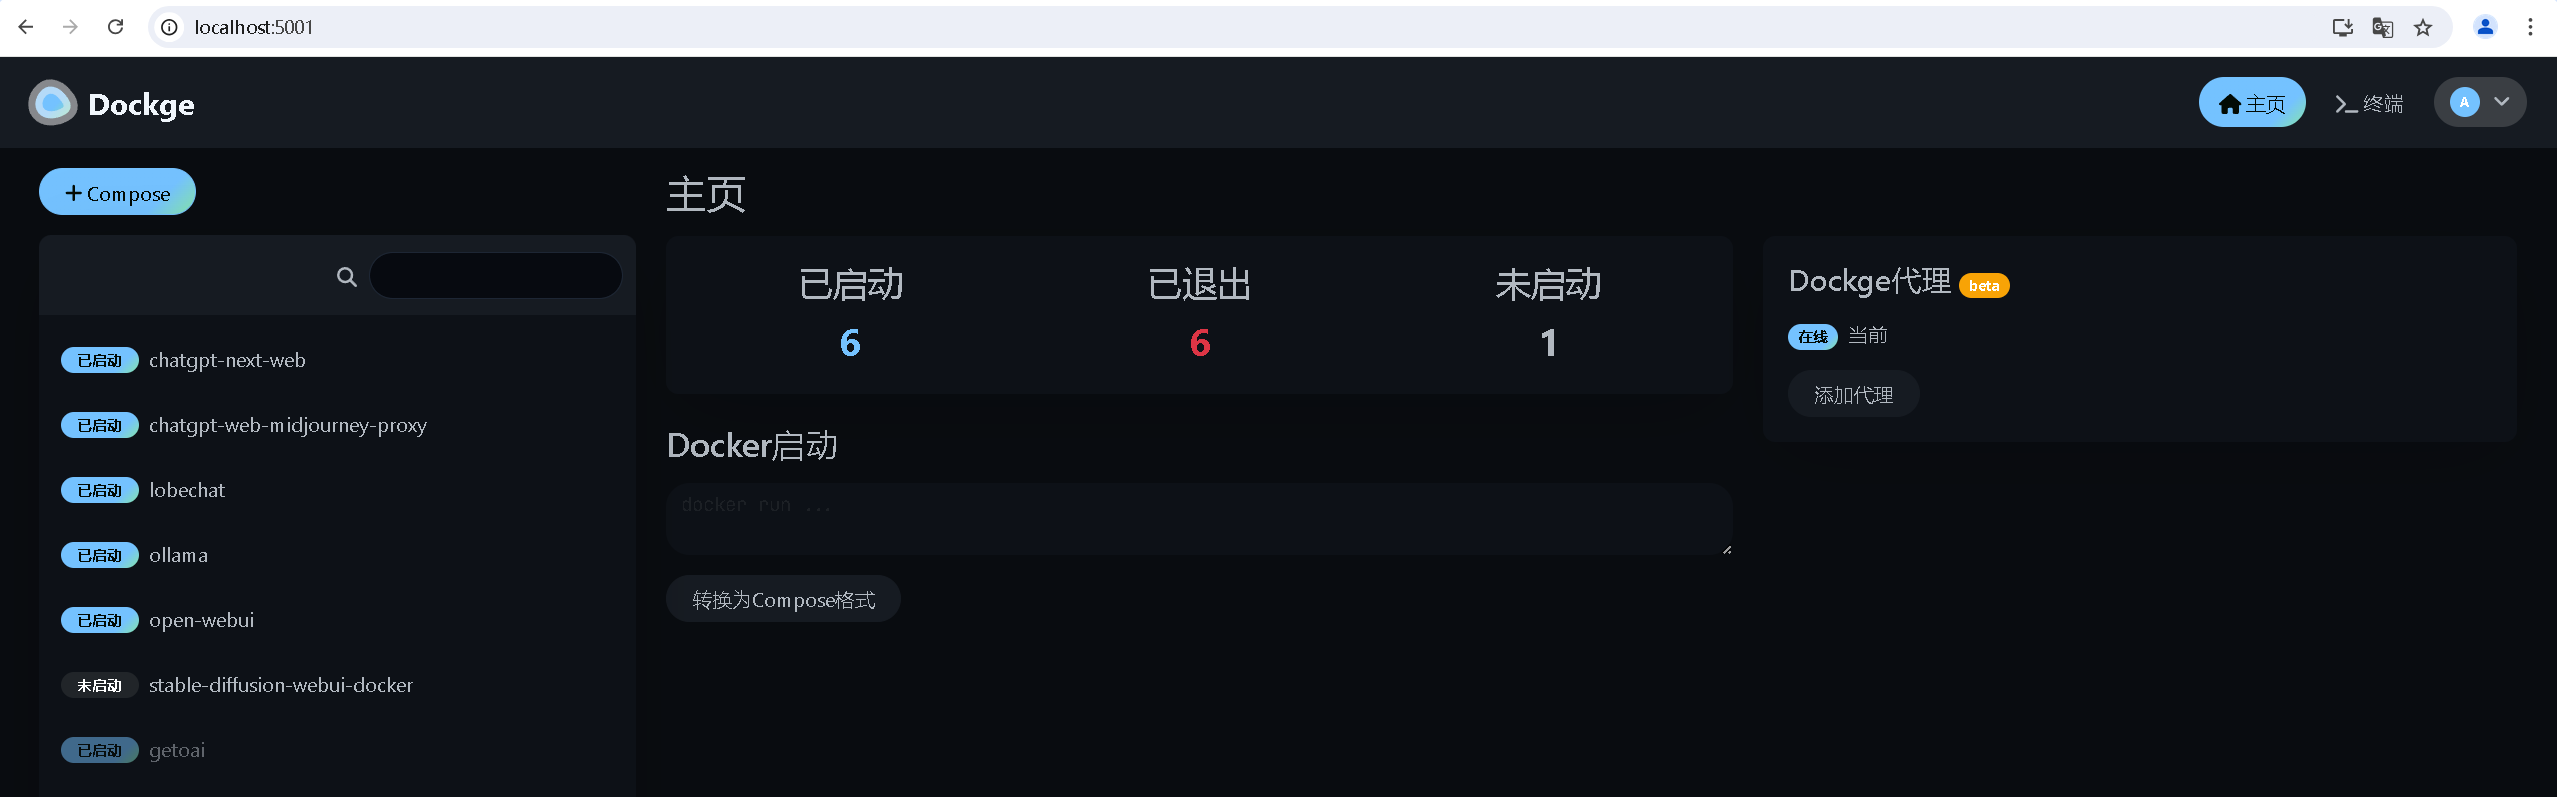 localhost:5001
Dockge
主页
终端
A
Compose
已启动 chatgpt-next-web
已启动 chatgpt-web-midjourney-proxy
已启动 lobechat
已启动 ollama
已启动 open-webui
未启动 stable-diffusion-webui-docker
已启动 getoai
主页
已启动
6
已退出
6
未启动
1
Docker启动
docker run ...
转换为Compose格式
Dockge代理 beta
在线 当前
添加代理